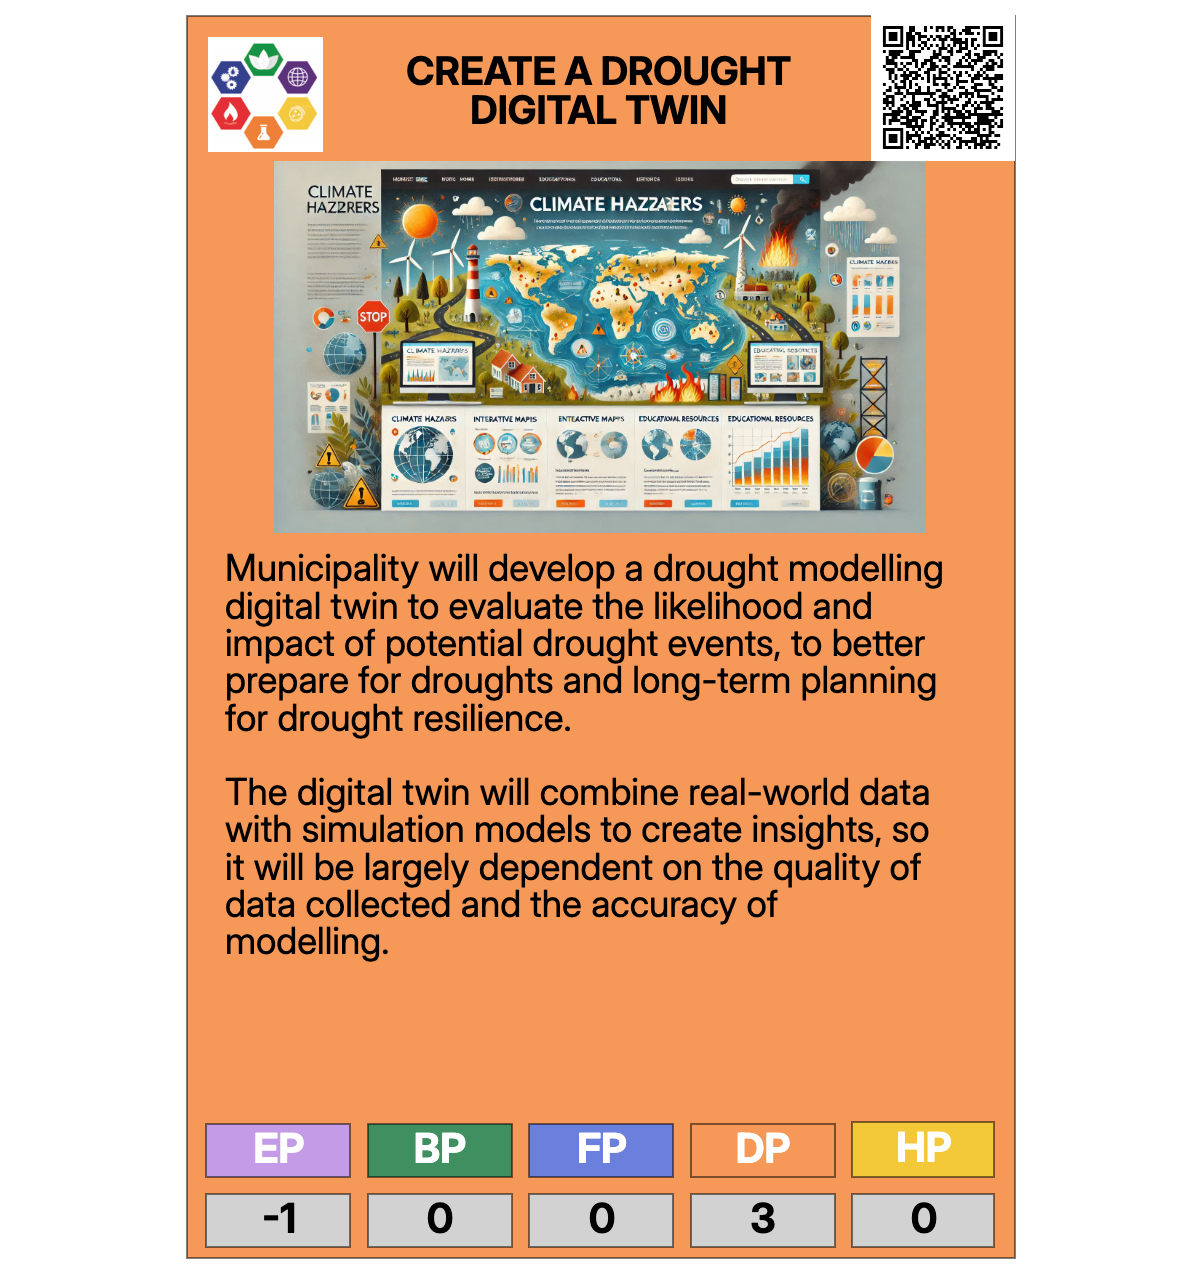 CREATE A DROUGHT
DIGITAL TWIN
CLIMATE
HAZ2RERS
CLIMATE HAZZAERS
STOP
CLIMATE HAZARS
INTERATIVE MAPIS
ENTEACTIVE MAPS
EDUCATIONAL RESOURCES
EDUCATIONAL RESOURCES
Municipality will develop a drought modelling
digital twin to evaluate the likelihood and
impact of potential drought events, to better
prepare for droughts and long-term planning
for drought resilience.
The digital twin will combine real-world data
with simulation models to create insights, so
it will be largely dependent on the quality of
data collected and the accuracy of
modelling.
EP BP FP DP HP
-1 0 0 3 0